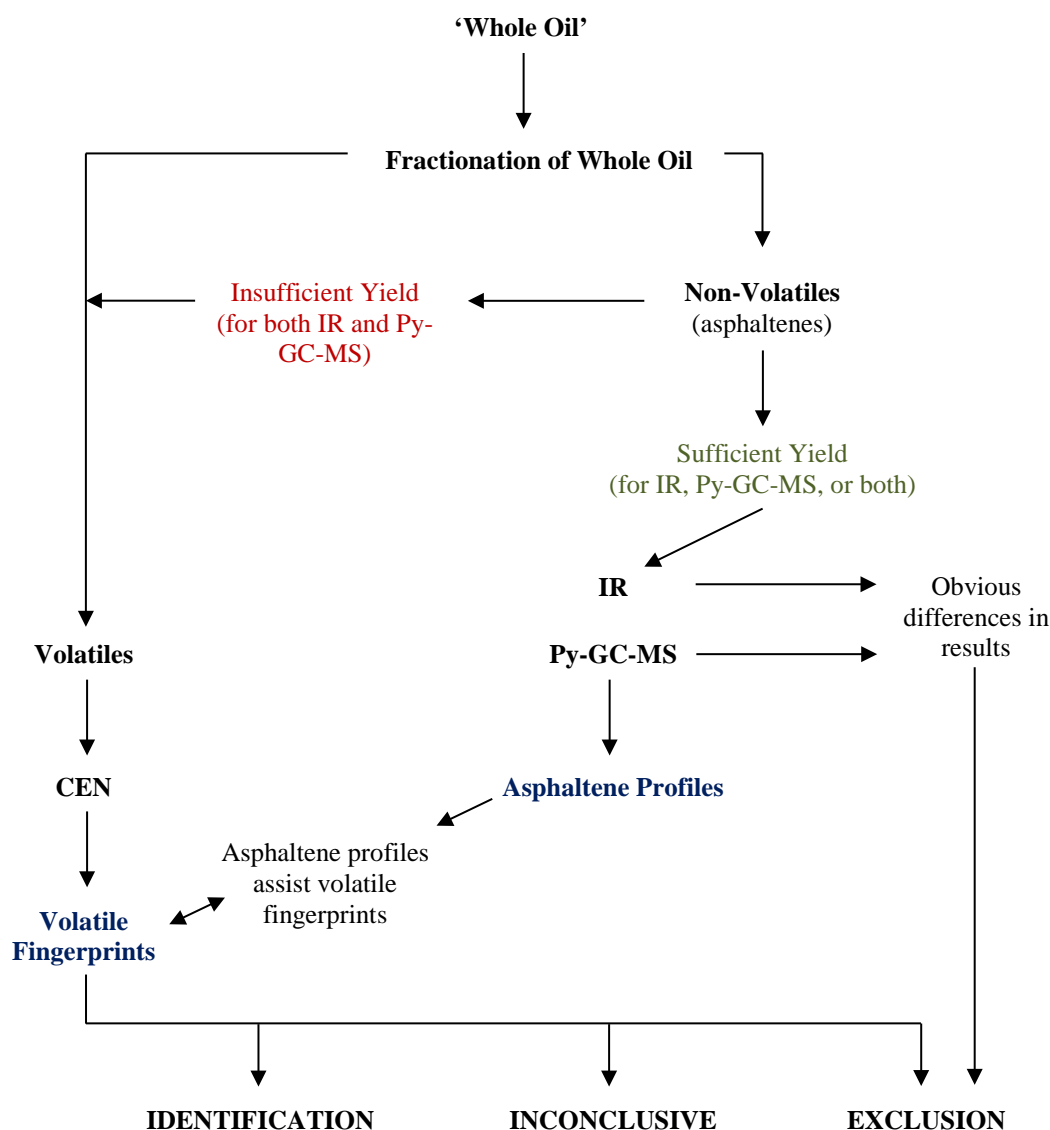 ‘Whole Oil’
Fractionation of Whole Oil
Insufficient Yield
(for both IR and Py-
GC-MS)
Non-Volatiles
(asphaltenes)
Sufficient Yield
(for IR, Py-GC-MS, or both)
IR
Obvious
differences in
results
Volatiles
Py-GC-MS
CEN
Asphaltene Profiles
Asphaltene profiles
assist volatile
fingerprints
Volatile
Fingerprints
IDENTIFICATION
INCONCLUSIVE
EXCLUSION